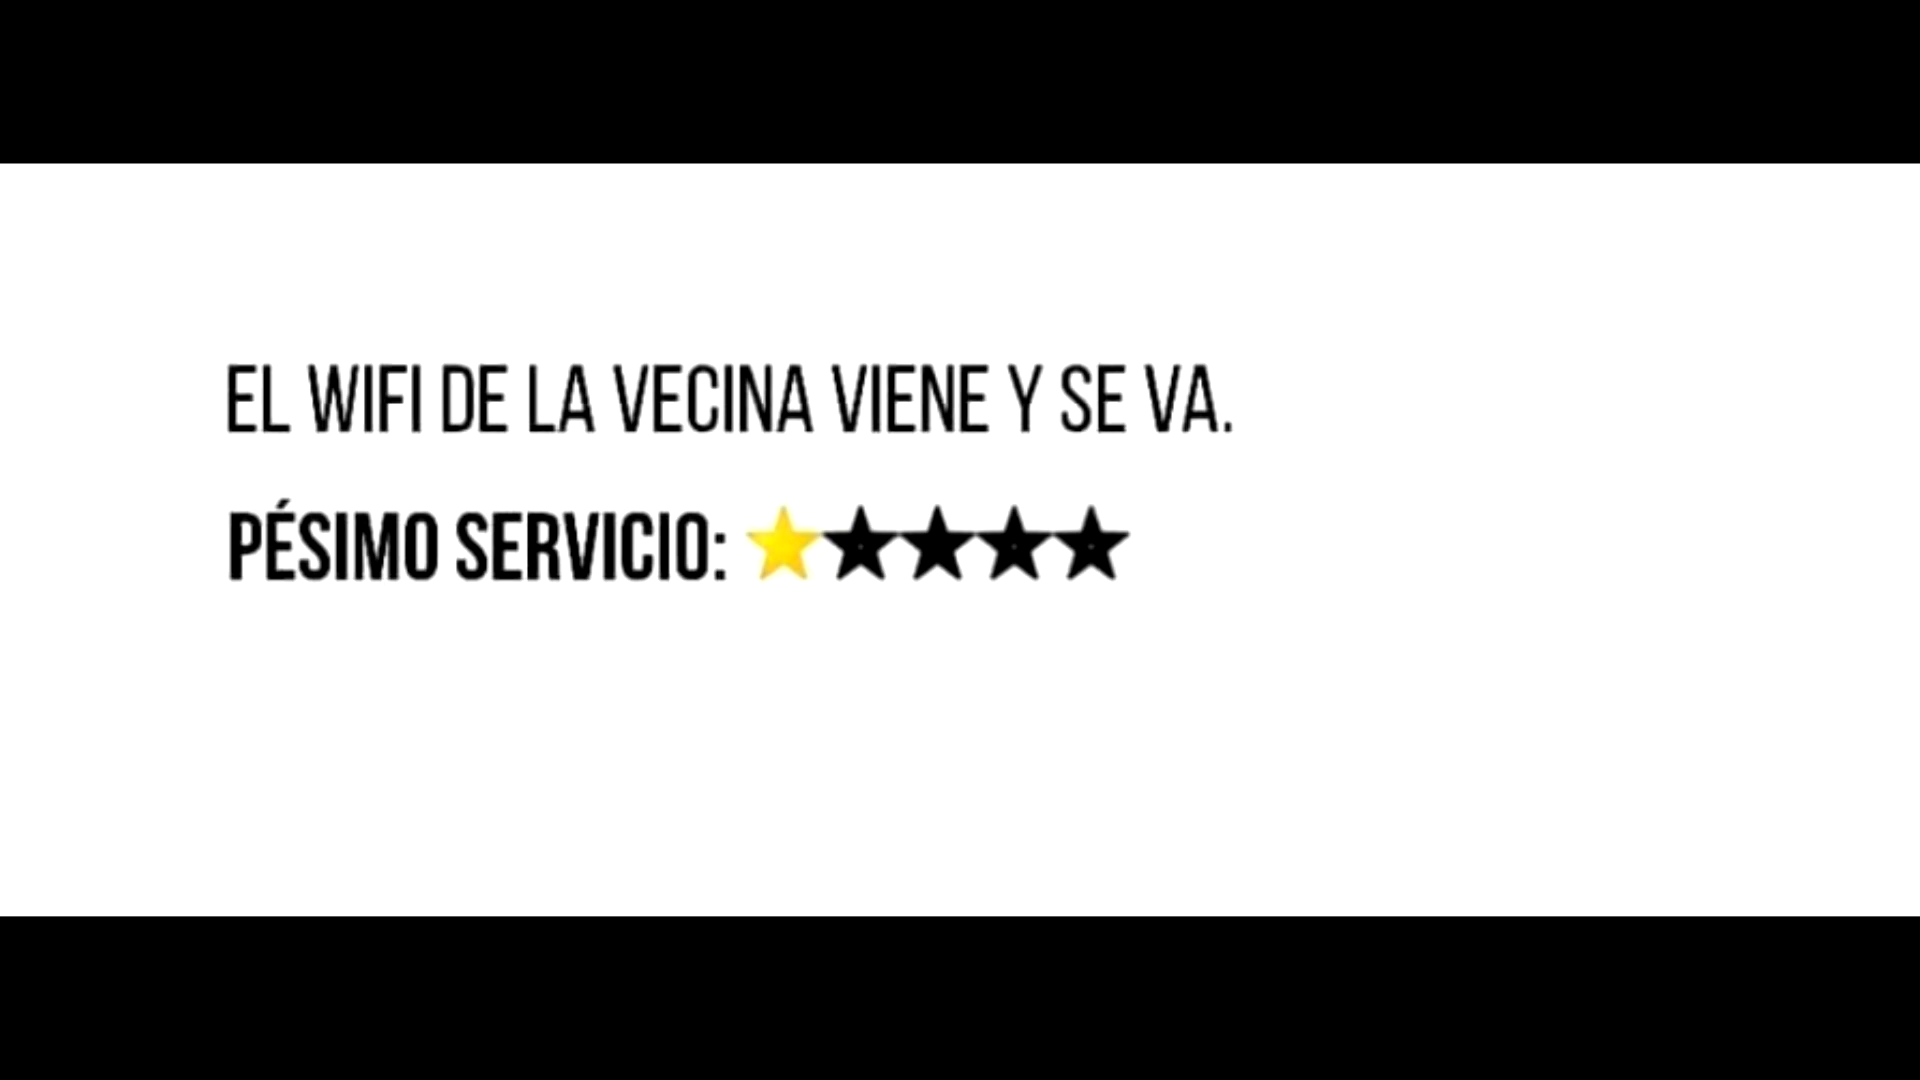 EL WIFI DE LA VECINA VIENE Y SE VA.
PÉSIMO SERVICIO: ⭐★★★★